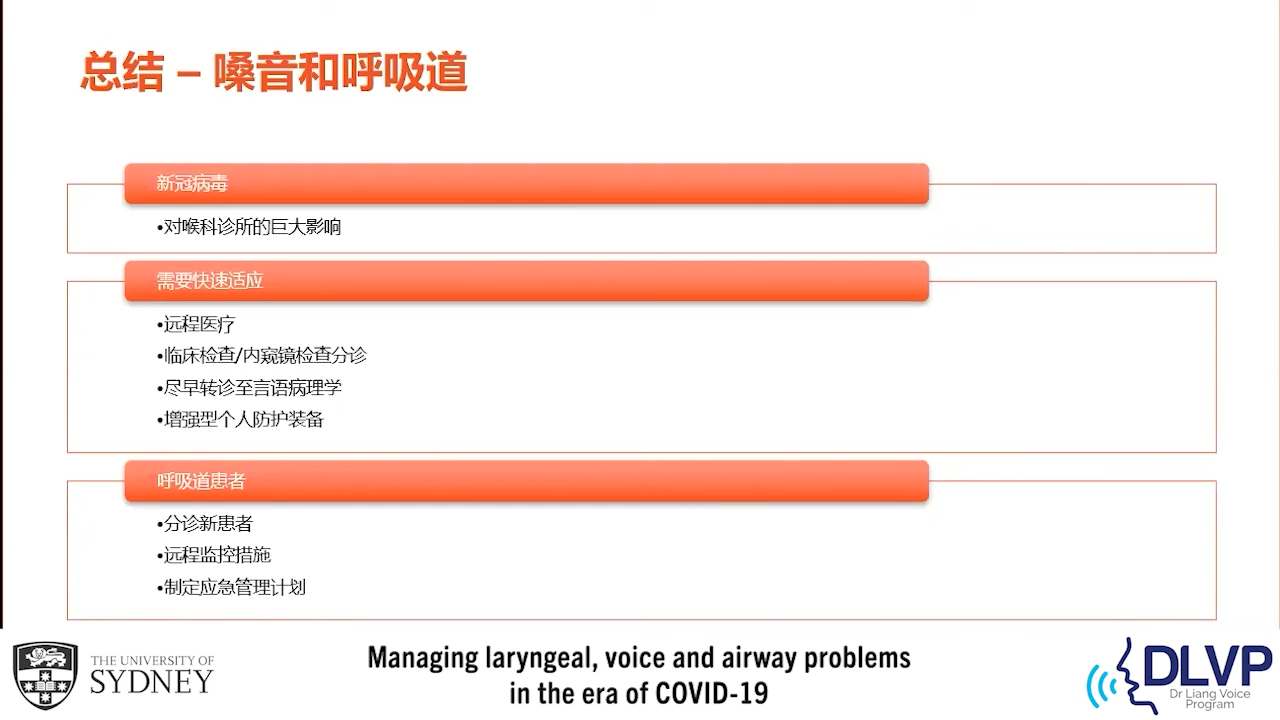 总结 – 嗓音和呼吸道
新冠病毒
•对喉科诊所的巨大影响
需要快速适应
•远程医疗
•临床检查/内窥镜检查分诊
•尽早转诊至言语病理学
•增强型个人防护装备
呼吸道患者
•分诊新患者
•远程监控措施
•制定应急管理计划
THE UNIVERSITY OF
SYDNEY
Managing laryngeal, voice and airway problems
in the era of COVID-19
DLVP
Dr Liang Voice
Program